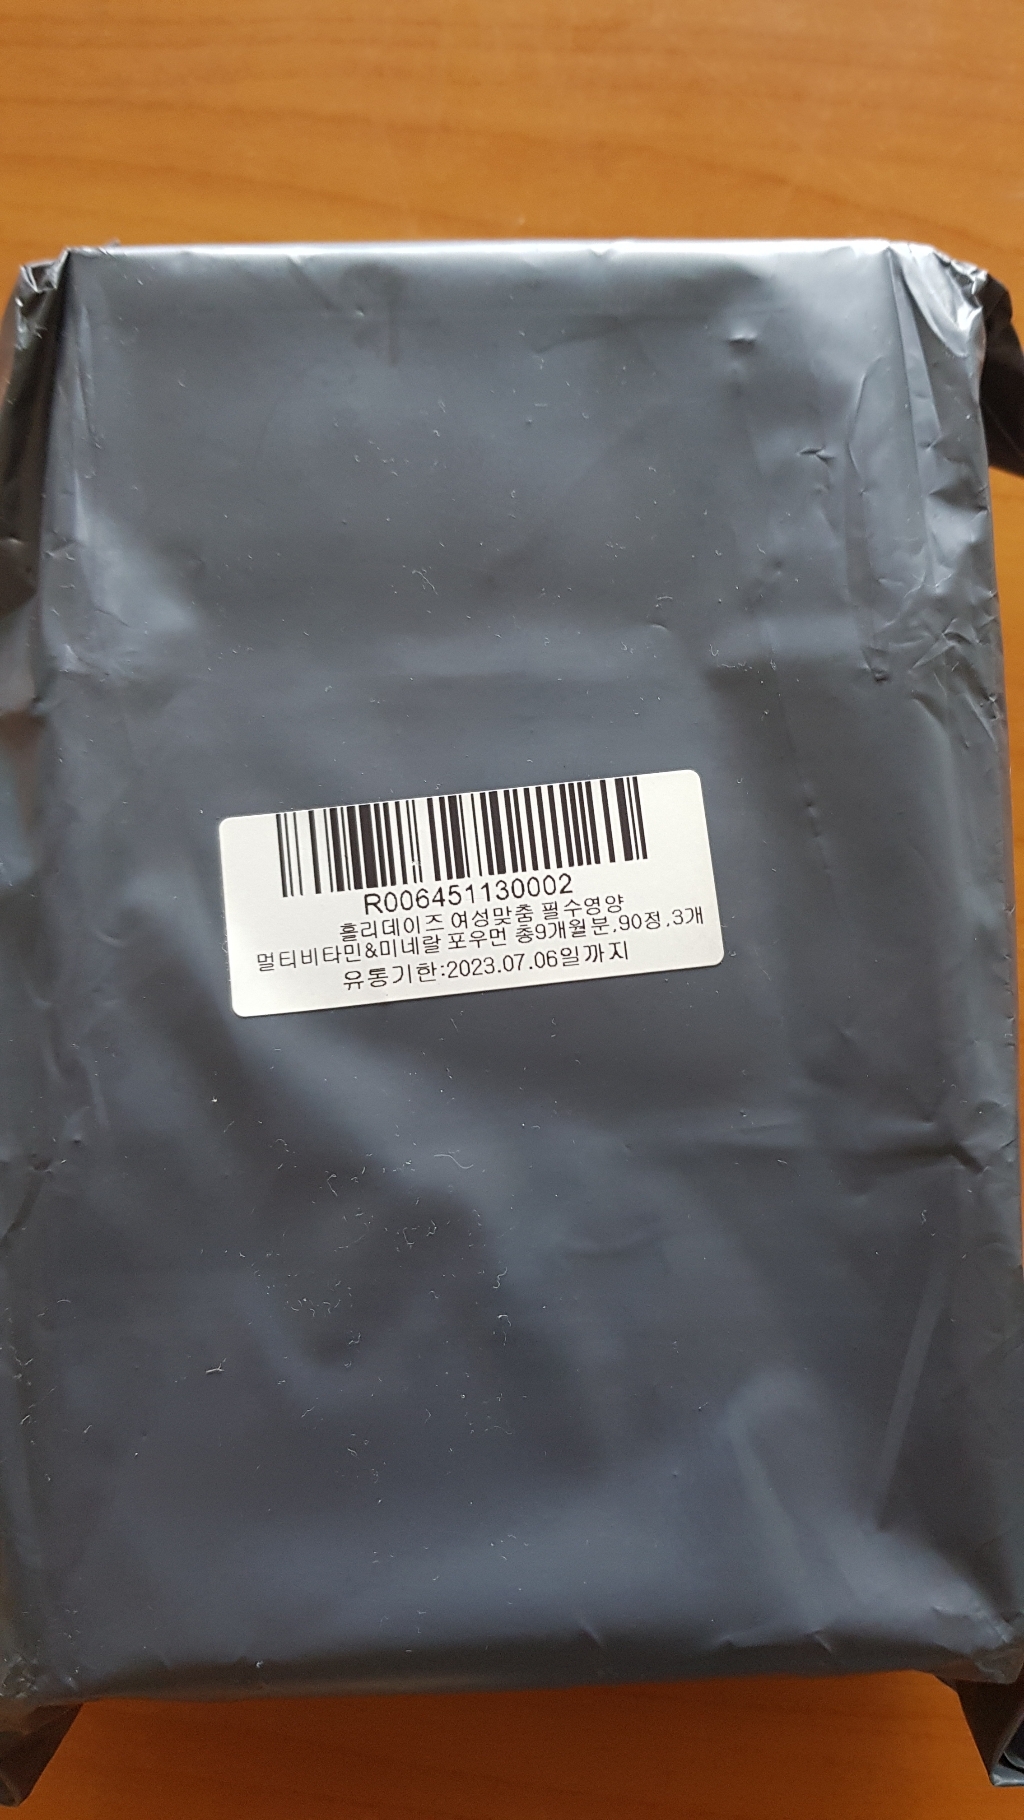 R006451130002
홀리데이즈 여성맞춤 필수영양
멀티비타민&미네랄 포우먼 총9개월분,90정,3개
유통기한:2023.07.06일까지